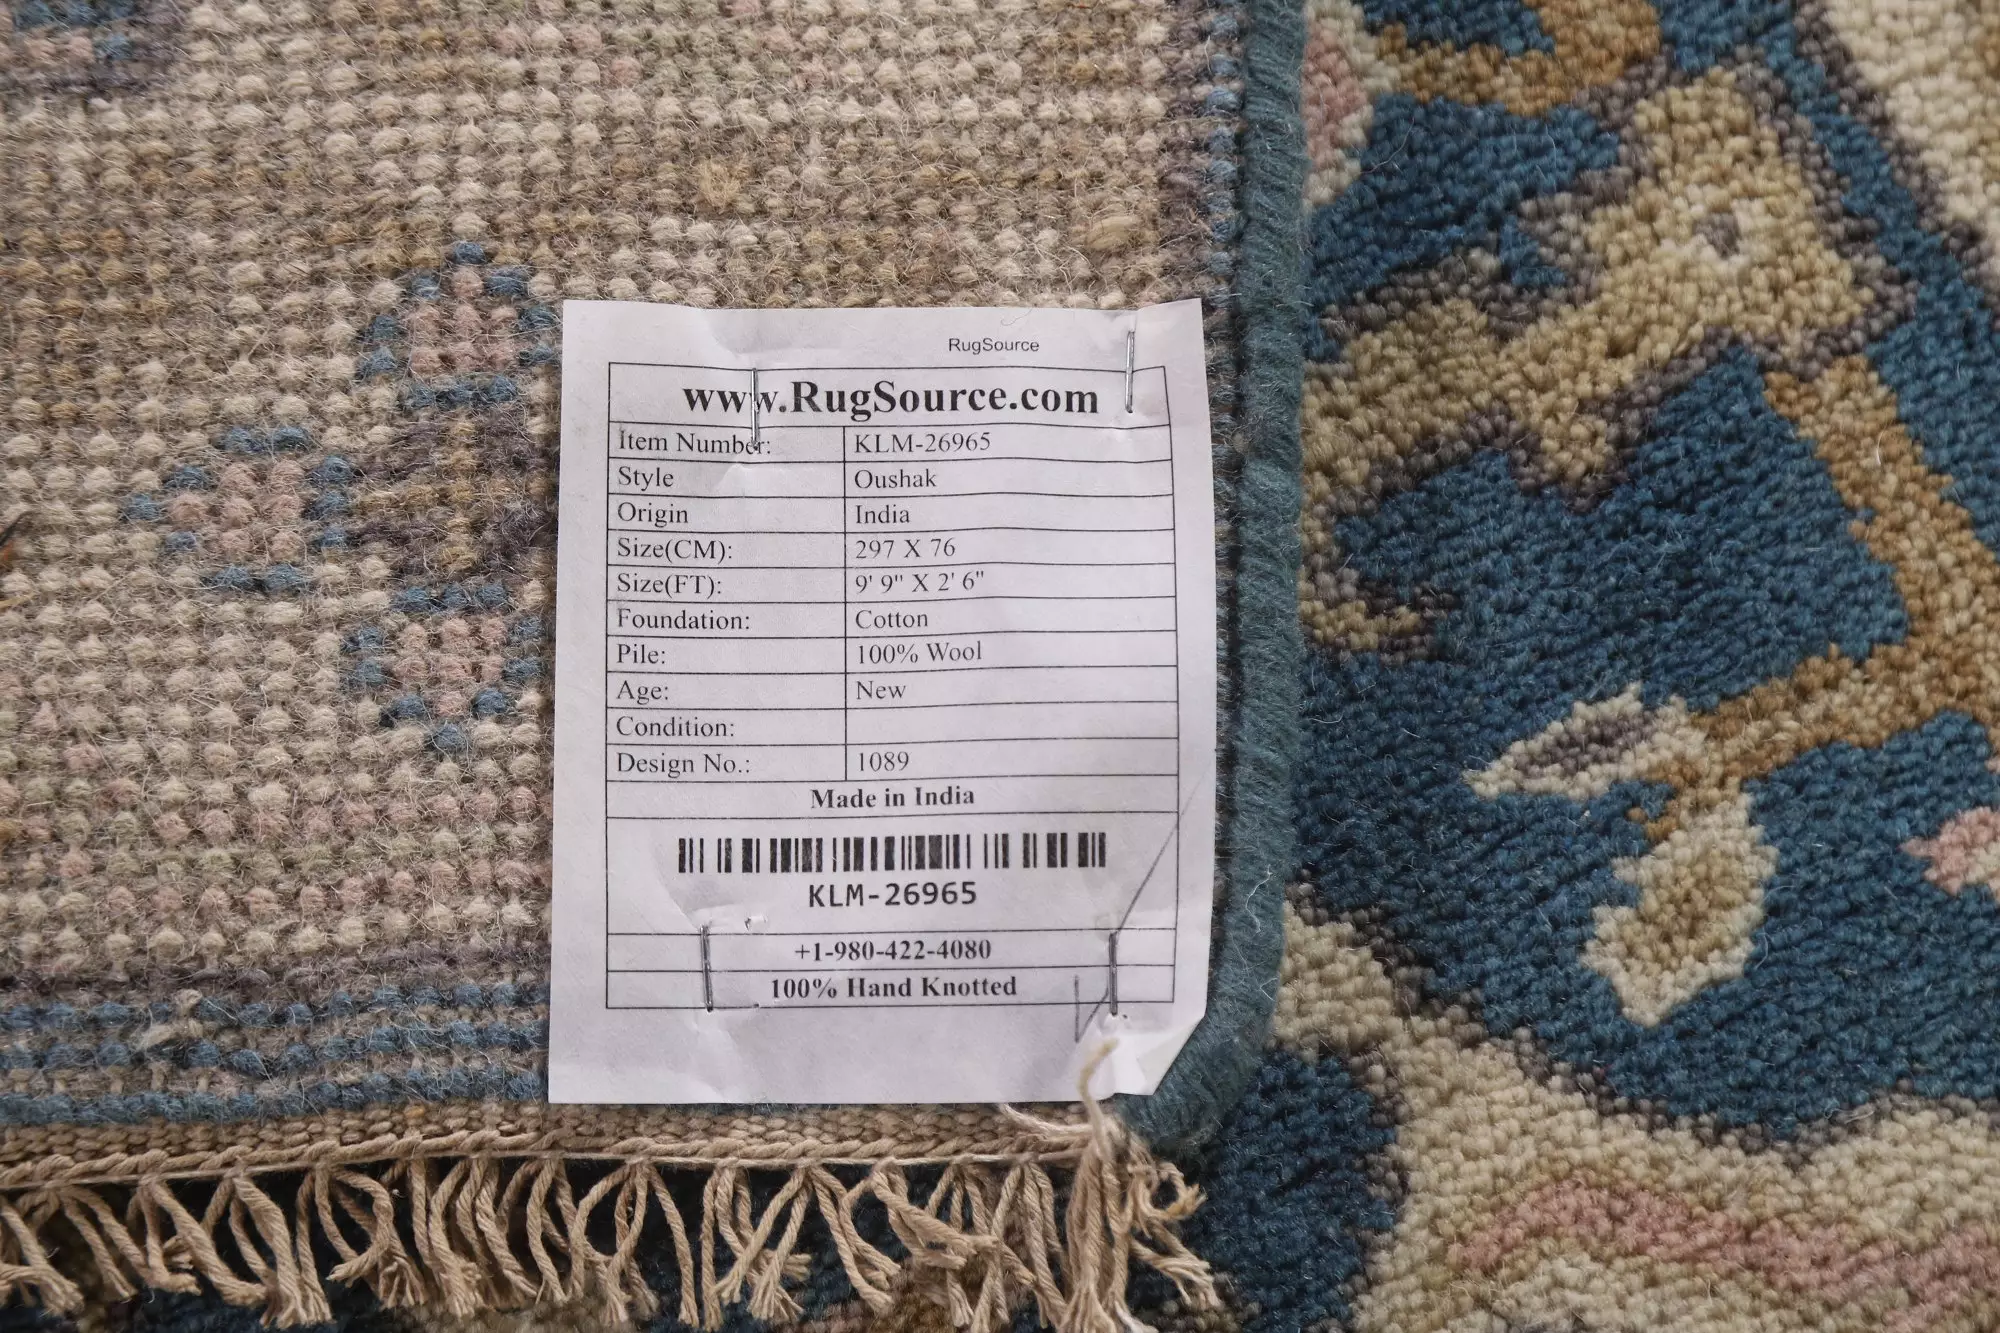 RugSource
www.RugSource.com
Item Number: KLM-26965
Style Oushak
Origin India
Size(CM): 297 X 76
Size(FT): 9' 9" X 2' 6"
Foundation: Cotton
Pile: 100% Wool
Age: New
Condition:
Design No.: 1089
Made in India
KLM-26965
+1-980-422-4080
100% Hand Knotted